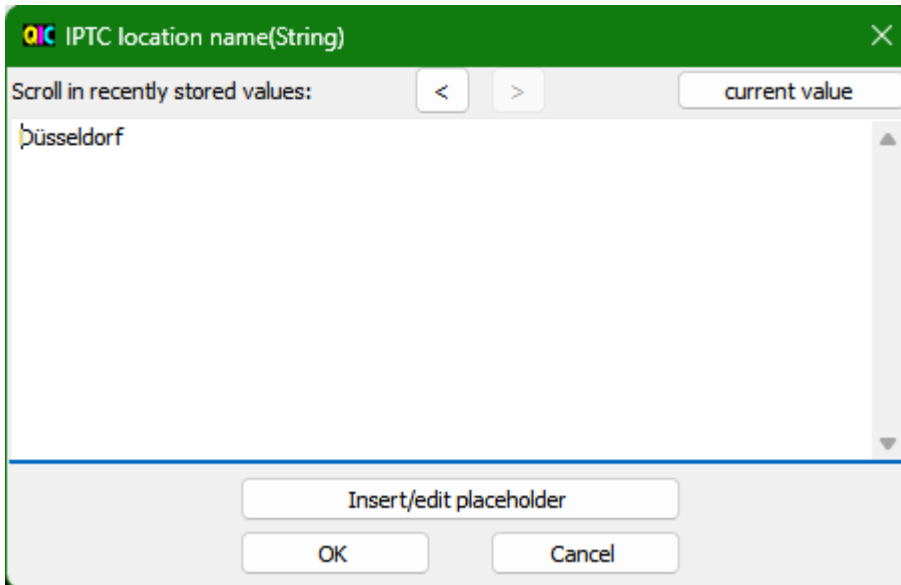 QIC IPTC location name(String)
Scroll in recently stored values: < > current value
Düsseldorf
Insert/edit placeholder
OK Cancel